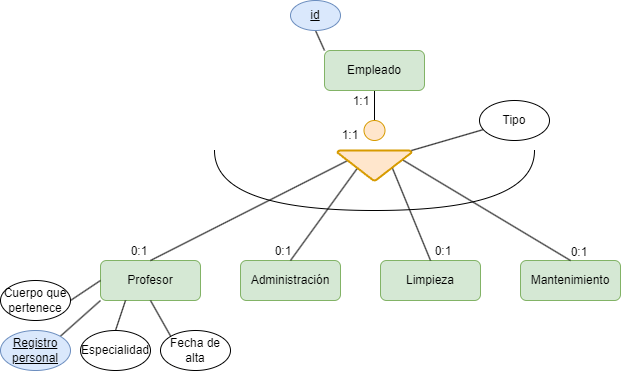 id
Empleado
1:1
1:1
Tipo
0:1
0:1
0:1
0:1
Profesor
Administración
Limpieza
Mantenimiento
Cuerpo que
pertenece
Registro
personal
Especialidad
Fecha de
alta